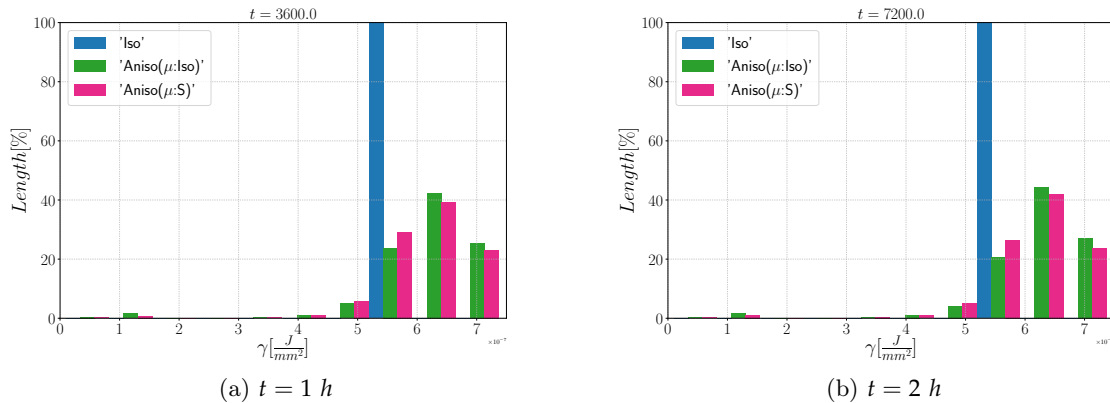 t = 3600.0
100
80
60
40
20
0
Length[%]
'Iso'
'Aniso(μ:Iso)'
'Aniso(μ:S)'
0 1 2 3 4 5 6 7
×10⁻⁷
γ[J/mm²]
(a) t = 1 h
t = 7200.0
100
80
60
40
20
0
Length[%]
'Iso'
'Aniso(μ:Iso)'
'Aniso(μ:S)'
0 1 2 3 4 5 6 7
×10⁻⁷
γ[J/mm²]
(b) t = 2 h